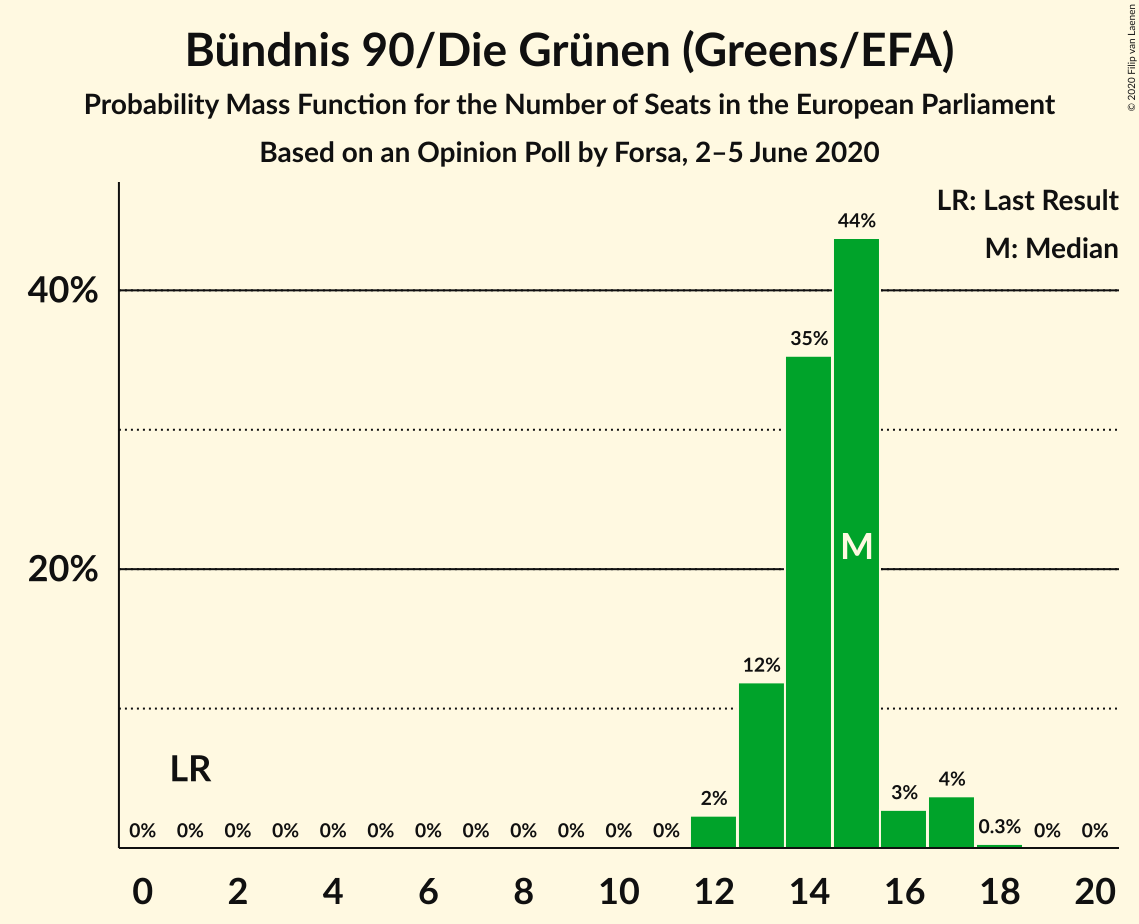 Bündnis 90/Die Grünen (Greens/EFA)
Probability Mass Function for the Number of Seats in the European Parliament
Based on an Opinion Poll by Forsa, 2–5 June 2020
© 2020 Filip van Laenen
LR: Last Result
M: Median
44%
40%
35%
M
20%
12%
LR
0% 0% 0% 0% 0% 0% 0% 0% 0% 0% 0% 0% 2% 3% 4% 0.3% 0% 0%
0 2 4 6 8 10 12 14 16 18 20